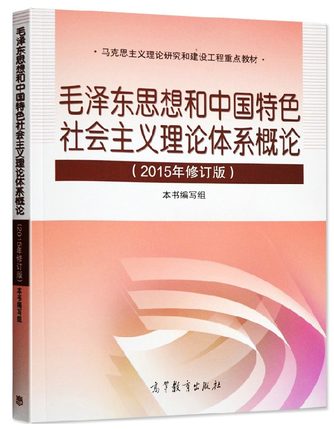 ·马克思主义理论研究和建设工程重点教材·
毛泽东思想和中国特色
社会主义理论体系概论
(2015年修订版)
本书编写组
高等教育出版社
毛泽东思想和中国特色社会主义理论体系概论
(2015年修订版)
本书编写组